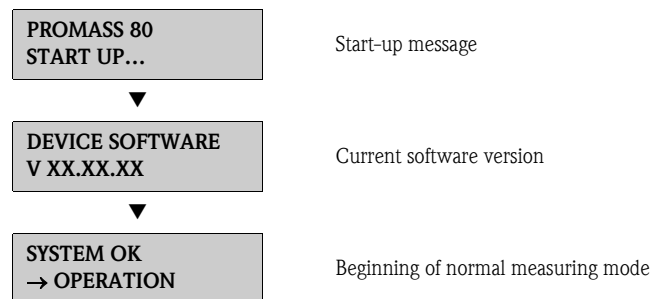 PROMASS 80
START UP...
Start-up message
▼
DEVICE SOFTWARE
V XX.XX.XX
Current software version
▼
SYSTEM OK
→ OPERATION
Beginning of normal measuring mode